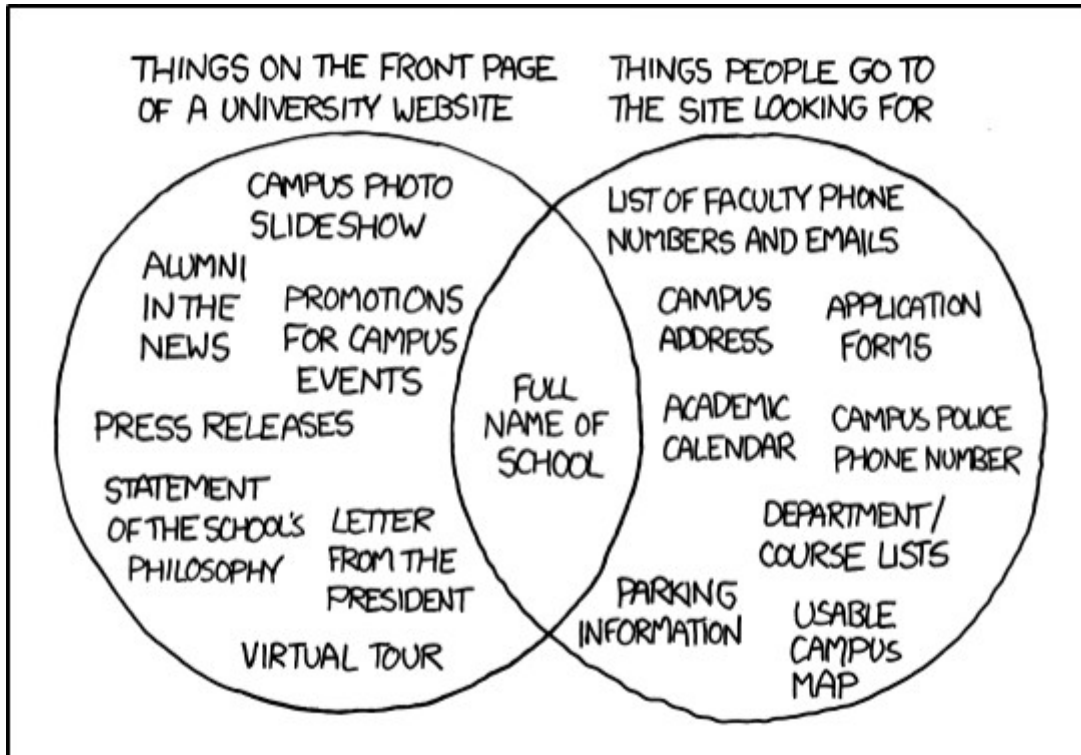 THINGS ON THE FRONT PAGE
OF A UNIVERSITY WEBSITE
THINGS PEOPLE GO TO
THE SITE LOOKING FOR
CAMPUS PHOTO
SLIDESHOW
ALUMNI
IN THE
NEWS
PROMOTIONS
FOR CAMPUS
EVENTS
PRESS RELEASES
STATEMENT
OF THE SCHOOL'S
PHILOSOPHY
LETTER
FROM THE
PRESIDENT
VIRTUAL TOUR
FULL
NAME OF
SCHOOL
LIST OF FACULTY PHONE
NUMBERS AND EMAILS
CAMPUS
ADDRESS
APPLICATION
FORMS
ACADEMIC
CALENDAR
CAMPUS POLICE
PHONE NUMBER
DEPARTMENT/
COURSE LISTS
PARKING
INFORMATION
USABLE
CAMPUS
MAP